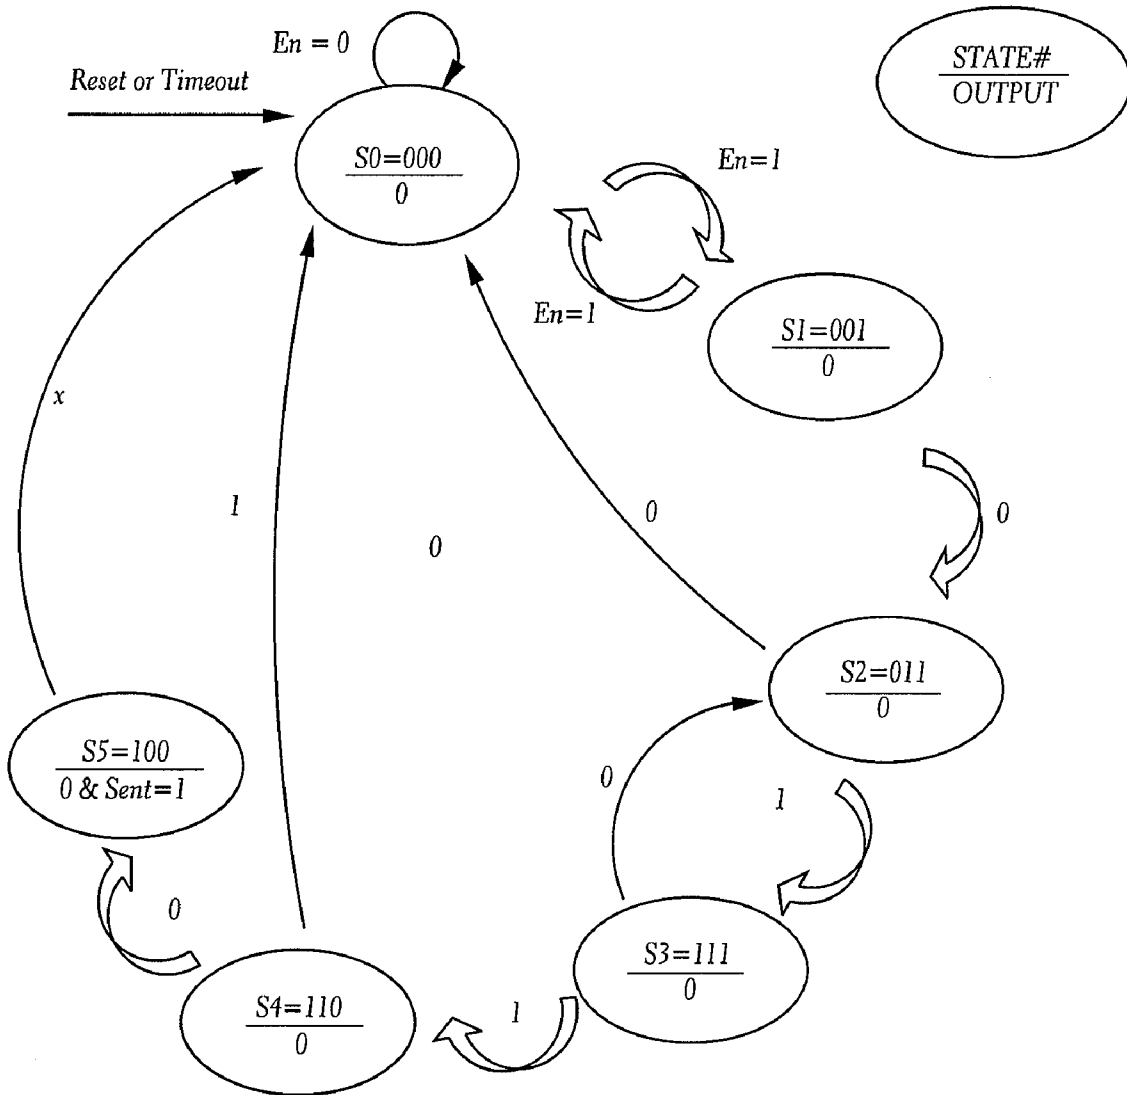 En = 0
STATE#
OUTPUT
Reset or Timeout
S0=000
0
En=1
En=1
S1=001
0
x
1
0
0
0
S2=011
0
S5=100
0 & Sent=1
0
1
0
S3=111
0
S4=110
0
1